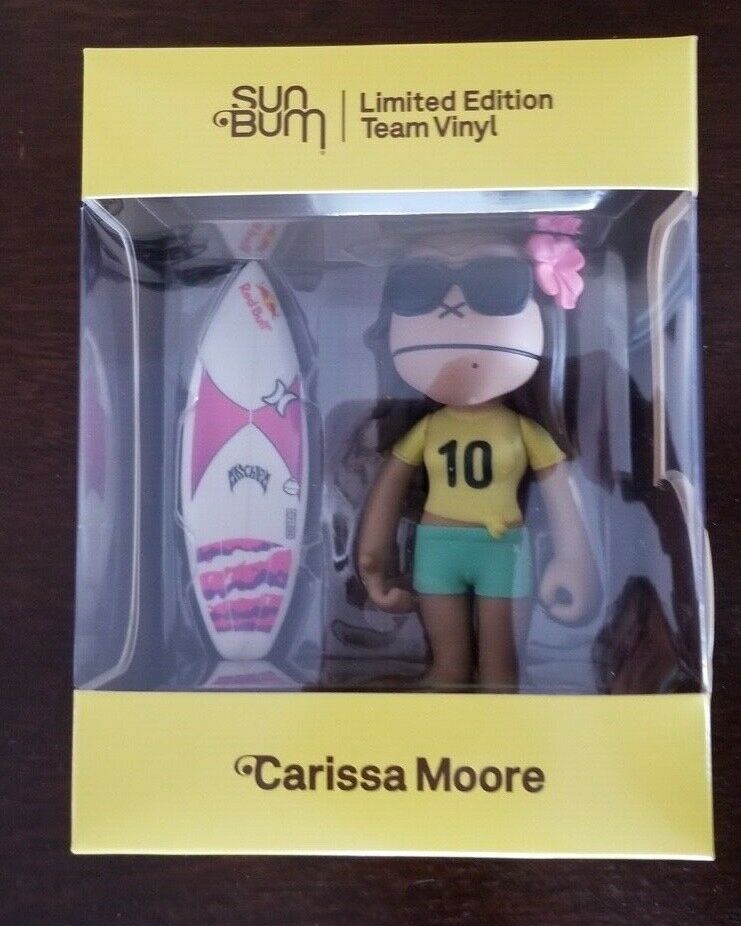 SUN
BUM
Limited Edition
Team Vinyl
Red Bull
10
Carissa Moore